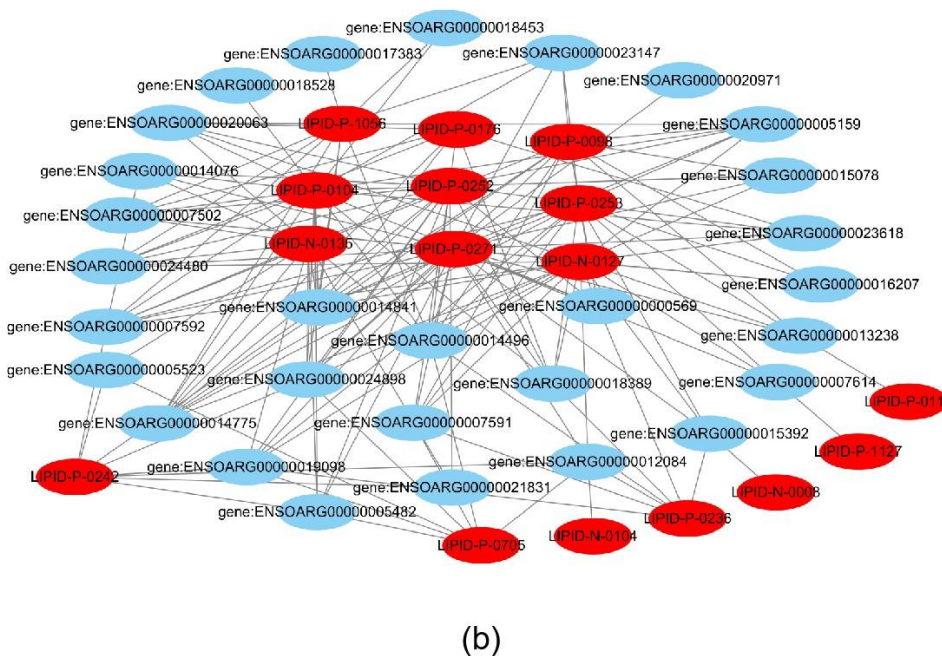 gene:ENSOARG00000018453
gene:ENSOARG00000017383
gene:ENSOARG00000023147
gene:ENSOARG00000018528
gene:ENSOARG00000020971
gene:ENSOARG00000020063
LIPID-P-1056
LIPID-P-0176
LIPID-P-0098
gene:ENSOARG00000005159
gene:ENSOARG00000014076
gene:ENSOARG00000015078
LIPID-P-0104
LIPID-P-0252
LIPID-P-0253
gene:ENSOARG00000007502
gene:ENSOARG00000023618
LIPID-N-0135
LIPID-P-0271
LIPID-N-0127
gene:ENSOARG00000024480
gene:ENSOARG00000016207
gene:ENSOARG00000014841
gene:ENSOARG00000000569
gene:ENSOARG00000007592
gene:ENSOARG00000013238
gene:ENSOARG00000014496
gene:ENSOARG00000005523
gene:ENSOARG00000024898
gene:ENSOARG00000018389
gene:ENSOARG00000007614
LIPID-P-011
gene:ENSOARG00000014775
gene:ENSOARG00000007591
gene:ENSOARG00000015392
LIPID-P-1127
LIPID-P-0242
gene:ENSOARG00000019098
gene:ENSOARG00000012084
gene:ENSOARG00000021831
LIPID-N-0008
gene:ENSOARG00000005482
LIPID-P-0236
LIPID-P-0705
LIPID-N-0104
(b)